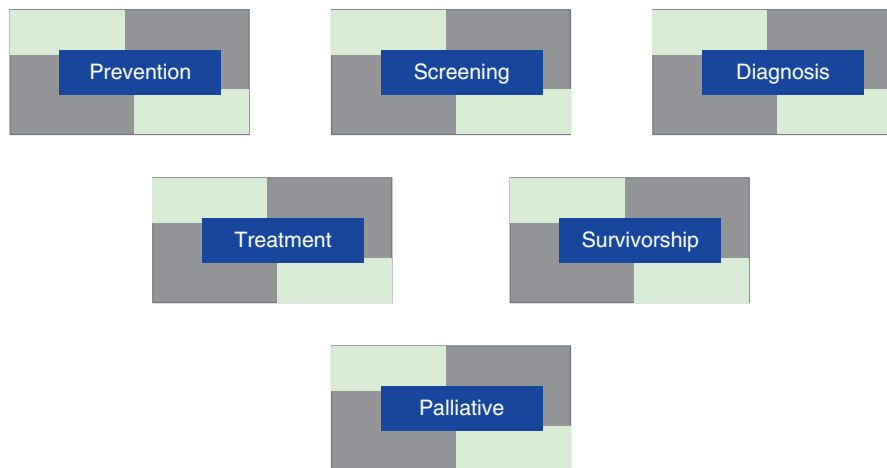 Prevention
Screening
Diagnosis
Treatment
Survivorship
Palliative